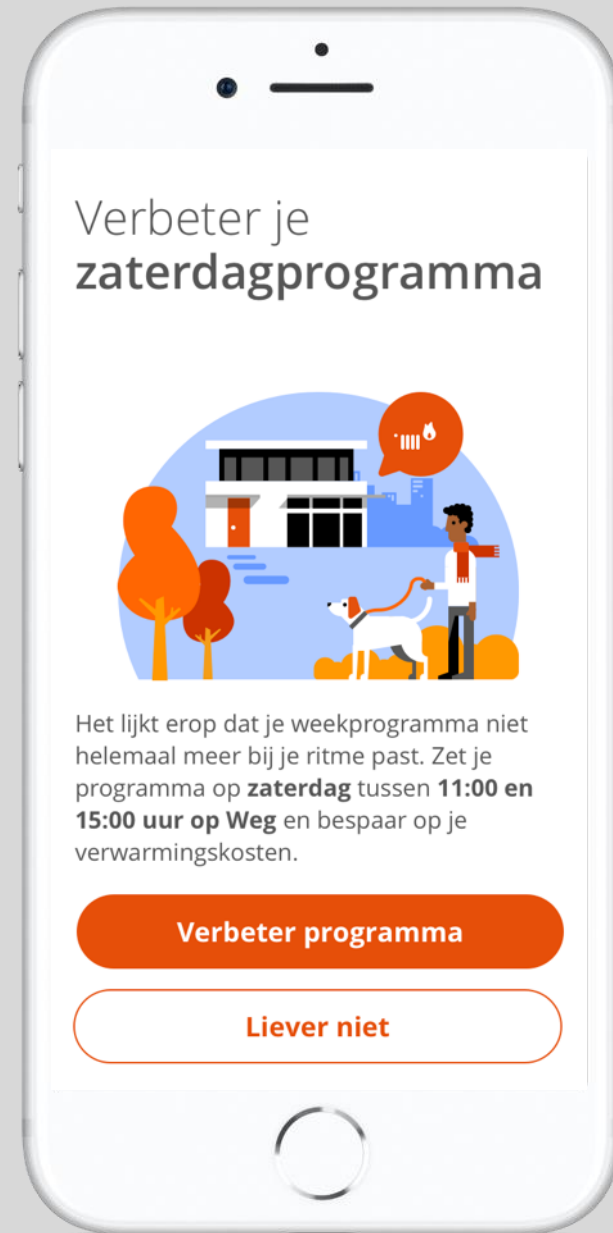 Verbeter je
zaterdagprogramma
Het lijkt erop dat je weekprogramma niet
helemaal meer bij je ritme past. Zet je
programma op zaterdag tussen 11:00 en
15:00 uur op Weg en bespaar op je
verwarmingskosten.
Verbeter programma
Liever niet